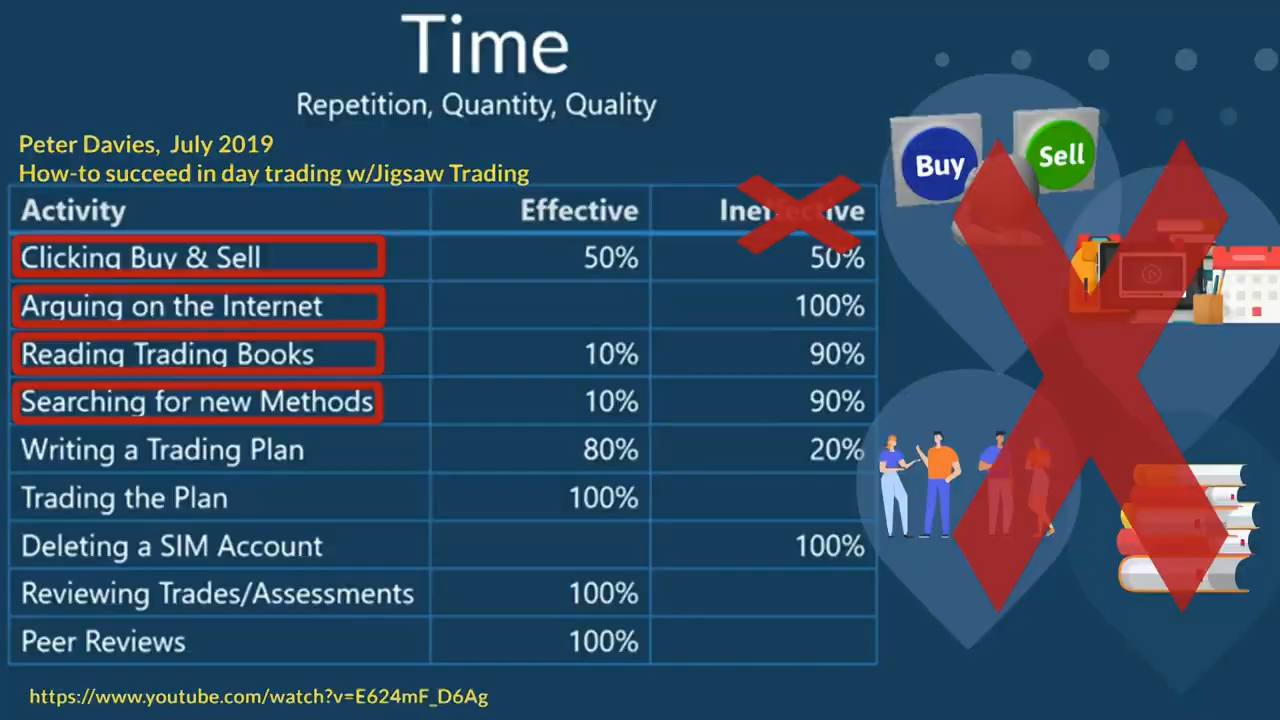 Time
Repetition, Quantity, Quality
Peter Davies, July 2019
How-to succeed in day trading w/Jigsaw Trading
Activity Effective Ineffective
Clicking Buy & Sell 50% 50%
Arguing on the Internet 100%
Reading Trading Books 10% 90%
Searching for new Methods 10% 90%
Writing a Trading Plan 80% 20%
Trading the Plan 100%
Deleting a SIM Account 100%
Reviewing Trades/Assessments 100%
Peer Reviews 100%
Buy Sell
https://www.youtube.com/watch?v=E624mF_D6Ag